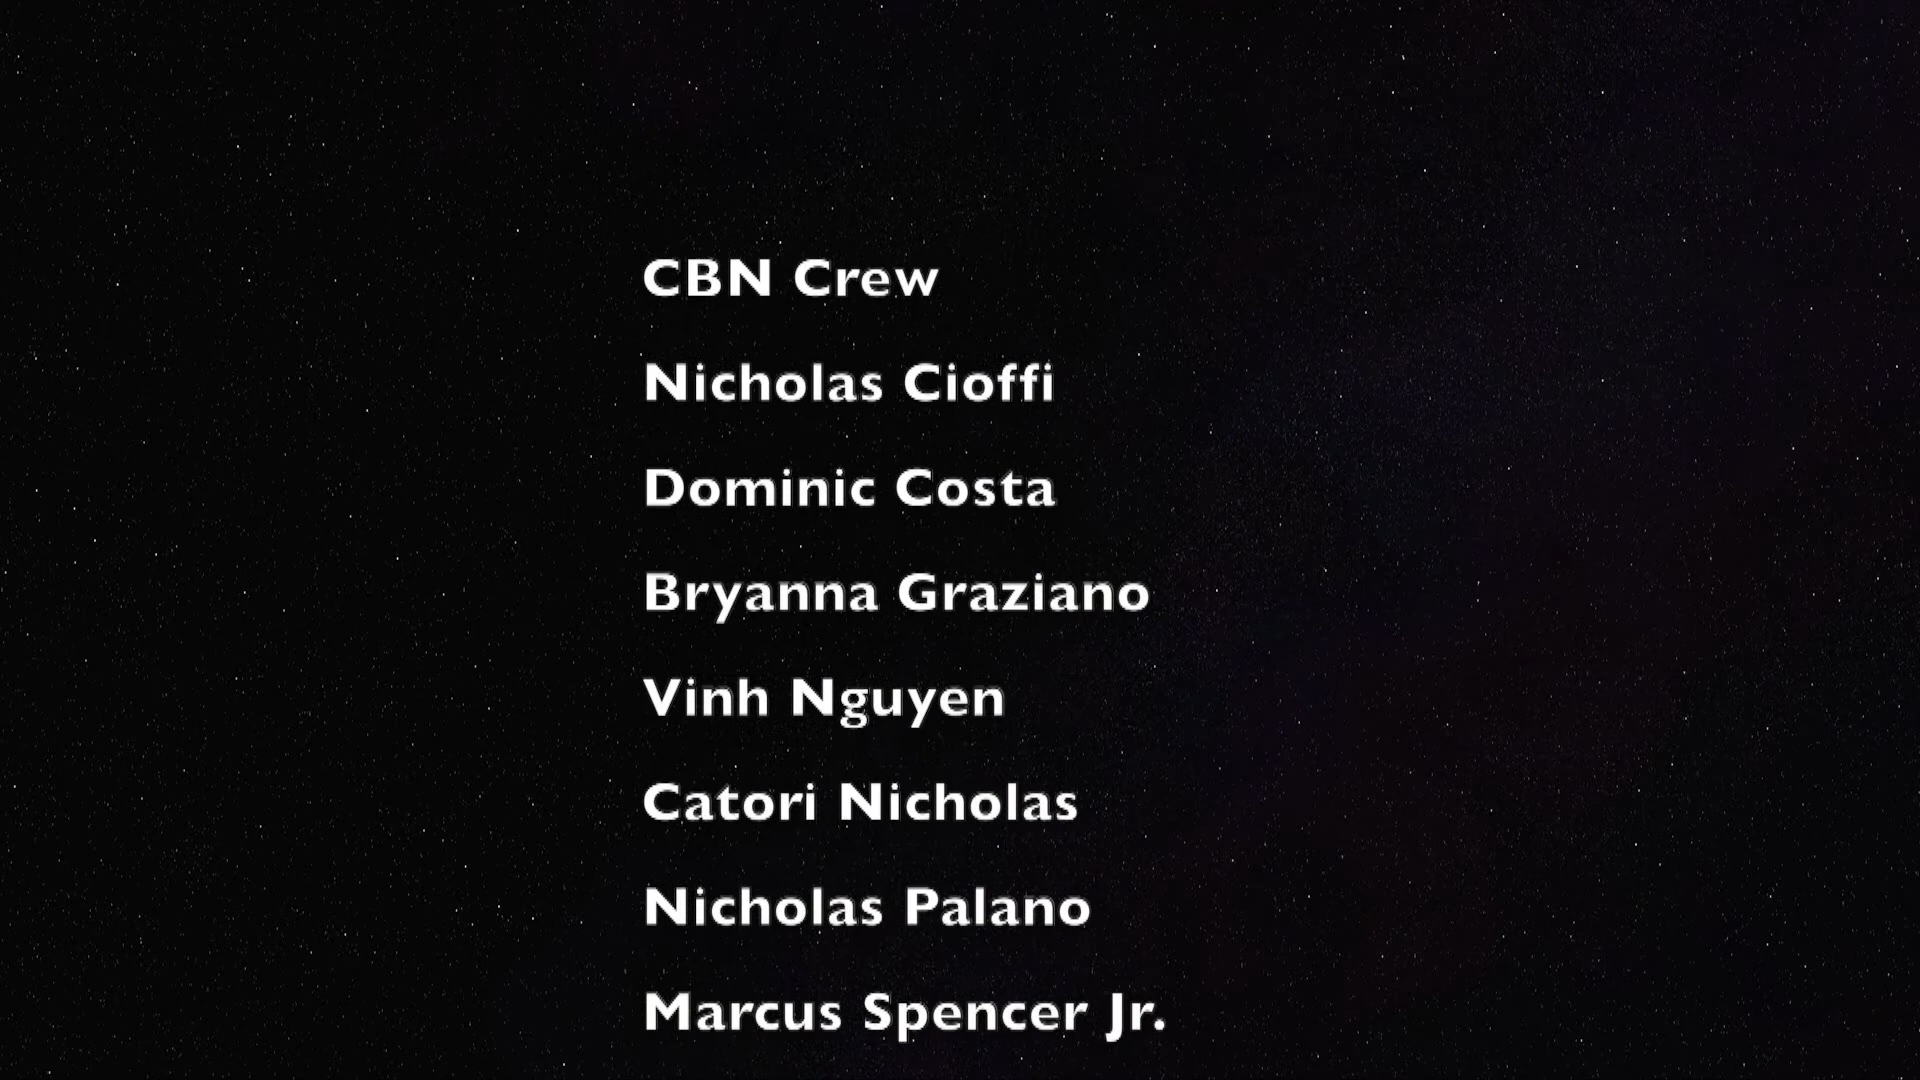 CBN Crew
Nicholas Cioffi
Dominic Costa
Bryanna Graziano
Vinh Nguyen
Catori Nicholas
Nicholas Palano
Marcus Spencer Jr.